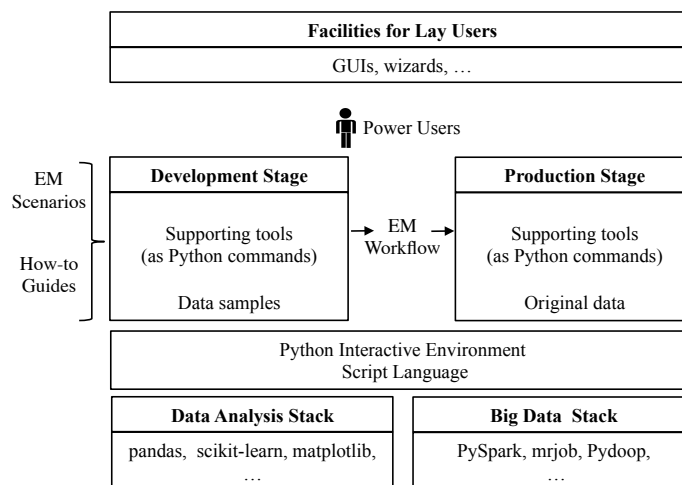 Facilities for Lay Users
GUIs, wizards, …
Power Users
EM
Scenarios
How-to
Guides
Development Stage
Supporting tools
(as Python commands)
Data samples
EM
Workflow
Production Stage
Supporting tools
(as Python commands)
Original data
Python Interactive Environment
Script Language
Data Analysis Stack
pandas, scikit-learn, matplotlib,
…
Big Data Stack
PySpark, mrjob, Pydoop,
…